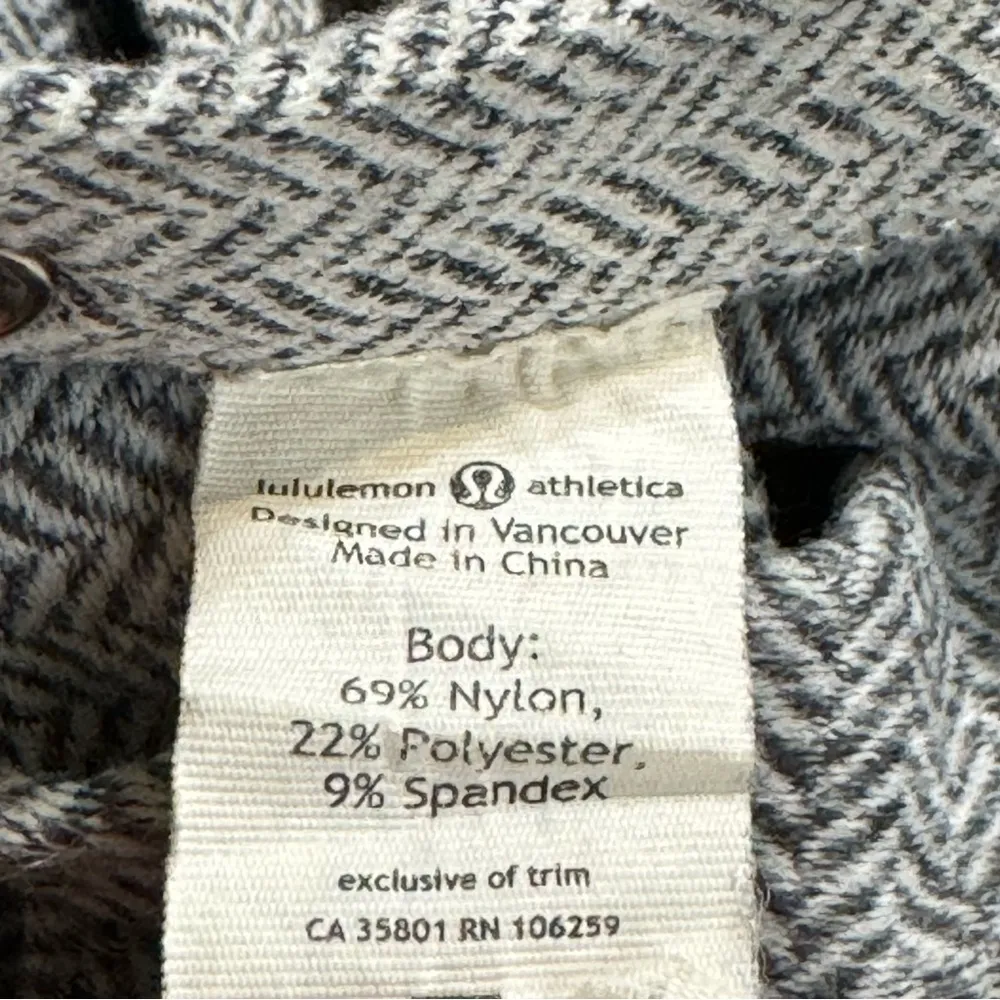 lululemon athletica
Designed in Vancouver
Made in China
Body:
69% Nylon,
22% Polyester,
9% Spandex
exclusive of trim
CA 35801 RN 106259